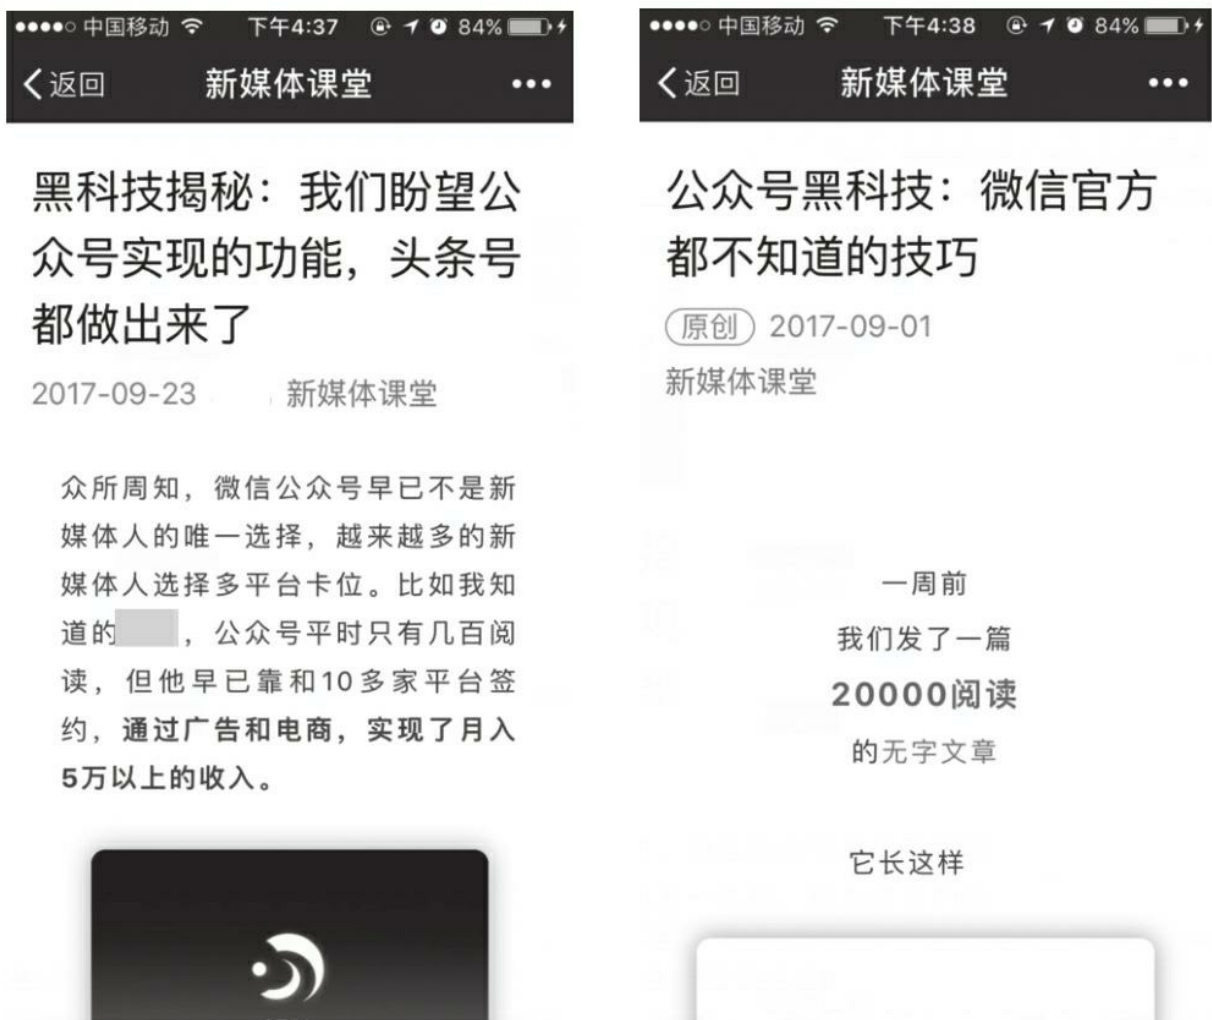 中国移动 下午4:37 84%
返回 新媒体课堂
黑科技揭秘：我们盼望公
众号实现的功能，头条号
都做出来了
2017-09-23 新媒体课堂
众所周知，微信公众号早已不是新
媒体人的唯一选择，越来越多的新
媒体人选择多平台卡位。比如我知
道的，公众号平时只有几百阅
读，但他早已靠和10多家平台签
约，通过广告和电商，实现了月入
5万以上的收入。
中国移动 下午4:38 84%
返回 新媒体课堂
公众号黑科技：微信官方
都不知道的技巧
原创 2017-09-01
新媒体课堂
一周前
我们发了一篇
20000阅读
的无字文章
它长这样